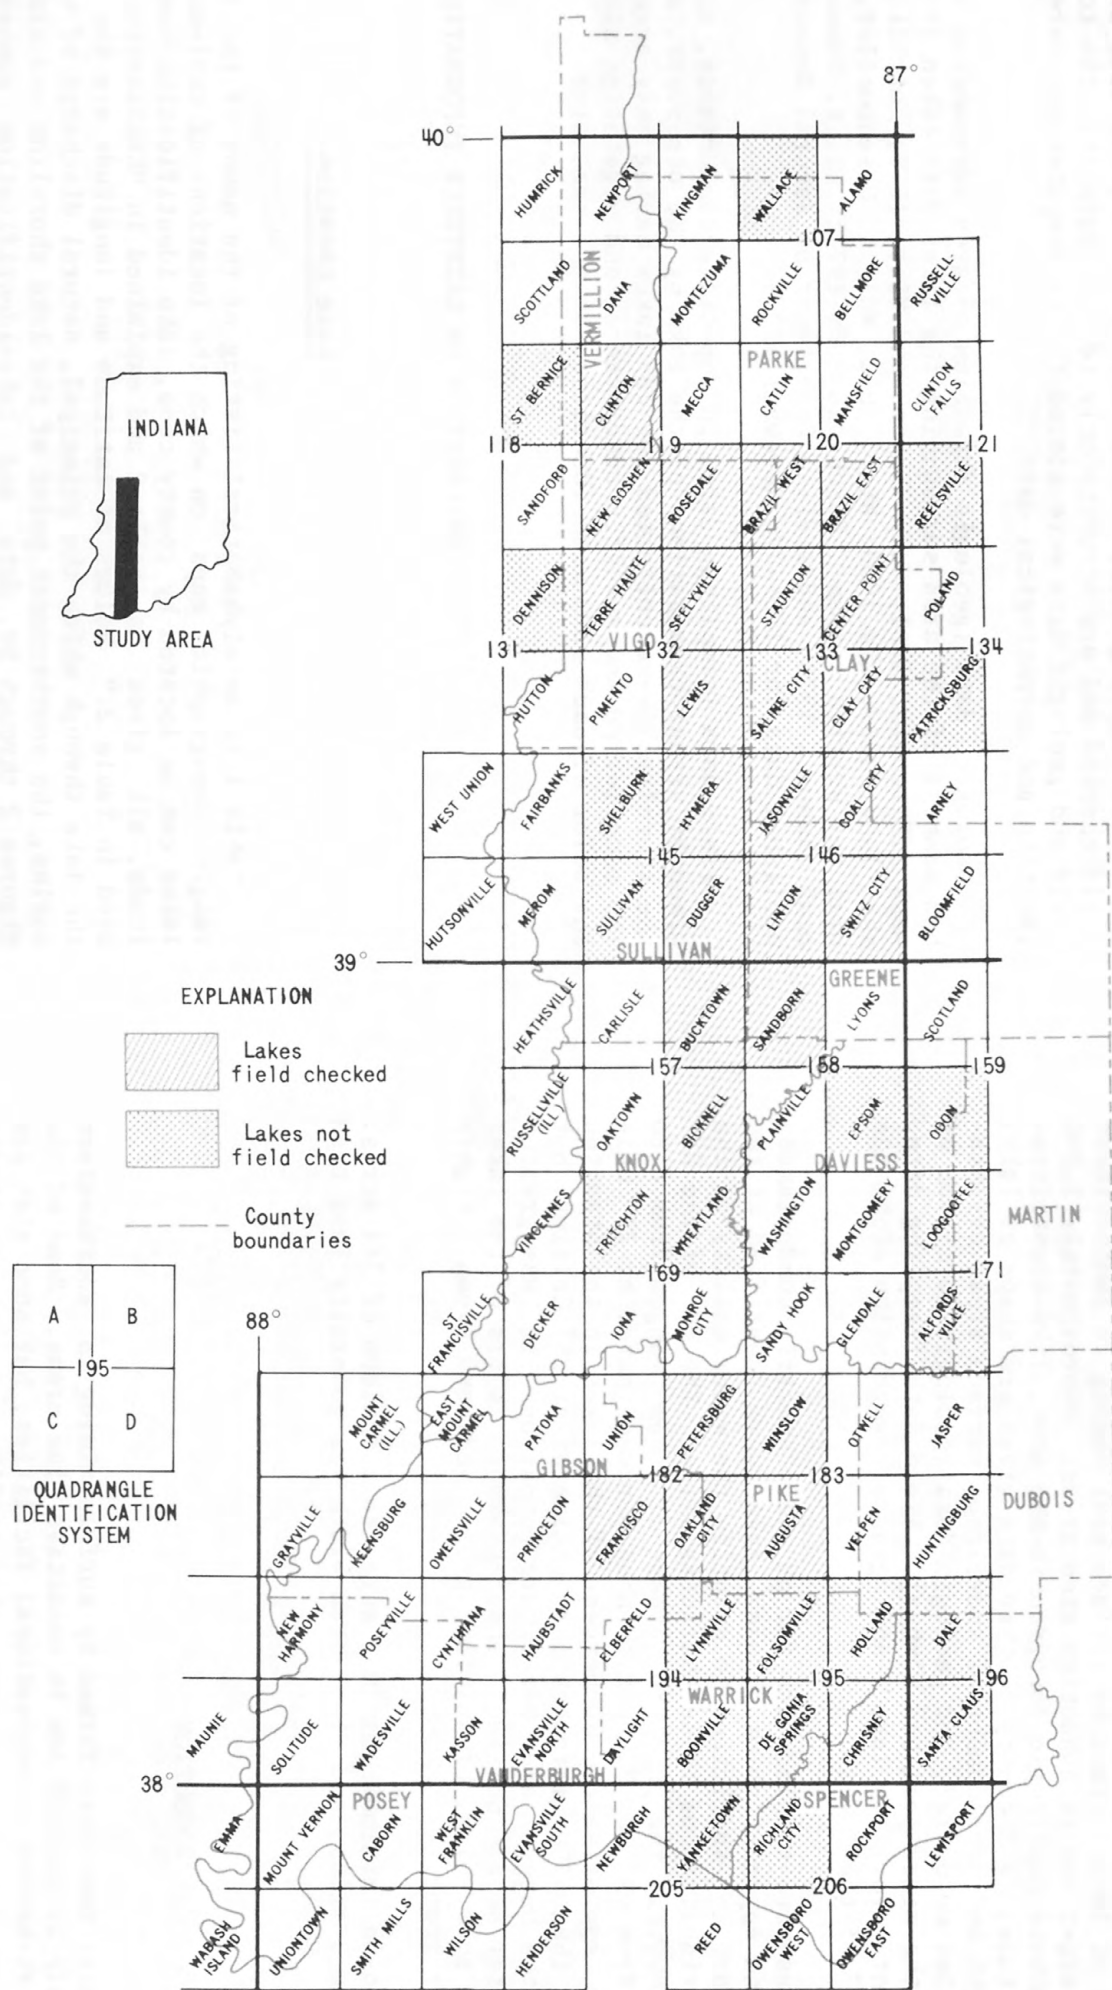 87°
40°
HUMRICK
NEWPORT
KINGMAN
WALLACE
ALAMO
107
SCOTTLAND
VERMILLION
DANA
MONTEZUMA
ROCKVILLE
BELLMORE
RUSSELL-
VILLE
ST BERNICE
CLINTON
MECCA
PARKE
CATLIN
MANSFIELD
CLINTON
FALLS
118
119
120
121
SANDFORD
NEW GOSHEN
ROSEDALE
BRAZIL WEST
BRAZIL EAST
REELSVILLE
DENNISON
TERRE HAUTE
SEELYVILLE
STAUNTON
CENTER POINT
POLAND
VIGO
131
132
133
134
CLAY
HUTTON
PIMENTO
LEWIS
SALINE CITY
CLAY CITY
PATRICKSBURG
WEST UNION
FAIRBANKS
SHELBURN
HYMERA
JASONVILLE
COAL CITY
ARNEY
145
146
HUTSONVILLE
MEROM
SULLIVAN
DUGGER
LINTON
SWITZ CITY
BLOOMFIELD
SULLIVAN
39°
GREENE
HEATHSVILLE
CARLISLE
BUCKTOWN
SANDBORN
LYONS
SCOTLAND
157
158
159
RUSSELLVILLE
(ILL)
OAKTOWN
BICKNELL
PLAINVILLE
EPSOM
ODON
KNOX
DAVIESS
VINCENNES
FRITCHTON
WHEATLAND
WASHINGTON
MONTGOMERY
LOOGOOTEE
MARTIN
169
171
ST
FRANCISVILLE
DECKER
IONA
MONROE
CITY
SANDY HOOK
GLENDALE
ALFORDS
VILLE
88°
MOUNT
CARMEL
(ILL)
EAST
MOUNT
CARMEL
PATOKA
UNION
PETERSBURG
WINSLOW
OTWELL
JASPER
GIBSON
182
183
PIKE
DUBOIS
GRAYVILLE
KEENSBURG
OWENSVILLE
PRINCETON
FRANCISCO
OAKLAND
CITY
AUGUSTA
VELPEN
HUNTINGBURG
NEW
HARMONY
POSEYVILLE
CYNTHIANA
HAUBSTADT
ELBERFELD
LYNNVILLE
FOLSOMVILLE
HOLLAND
DALE
194
195
196
WARRICK
MAUNIE
SOLITUDE
WADESVILLE
KASSON
EVANSVILLE
NORTH
DAYLIGHT
BOONVILLE
DE GONIA
SPRINGS
CHRISNEY
SANTA CLAUS
38°
VANDERBURGH
POSEY
SPENCER
EMMA
MOUNT VERNON
CABORN
WEST
FRANKLIN
EVANSVILLE
SOUTH
NEWBURGH
YANKEETOWN
RICHLAND
CITY
ROCKPORT
LEWISPORT
205
206
WABASH
ISLAND
UNIONTOWN
SMITH MILLS
WILSON
HENDERSON
REED
OWENSBORO
WEST
OWENSBORO
EAST
INDIANA
STUDY AREA
EXPLANATION
Lakes
field checked
Lakes not
field checked
County
boundaries
A
B
195
C
D
QUADRANGLE
IDENTIFICATION
SYSTEM